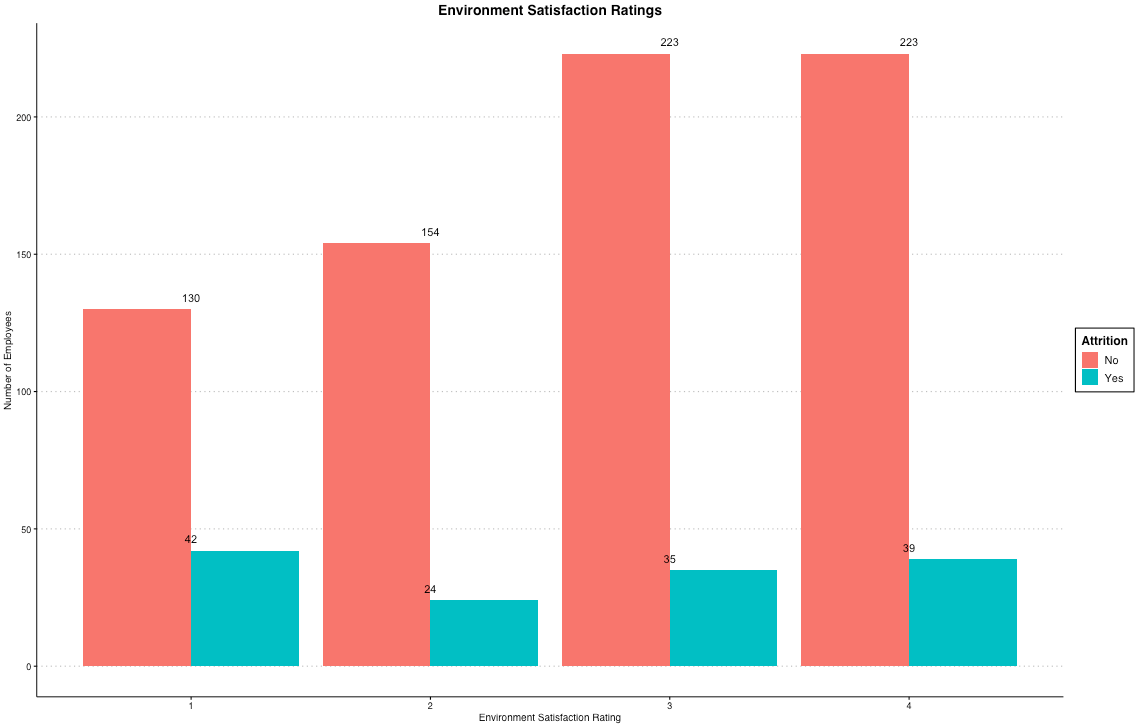 Environment Satisfaction Ratings
Number of Employees
200
150
100
50
0
223
223
154
130
42
24
35
39
1
2
3
4
Environment Satisfaction Rating
Attrition
No
Yes